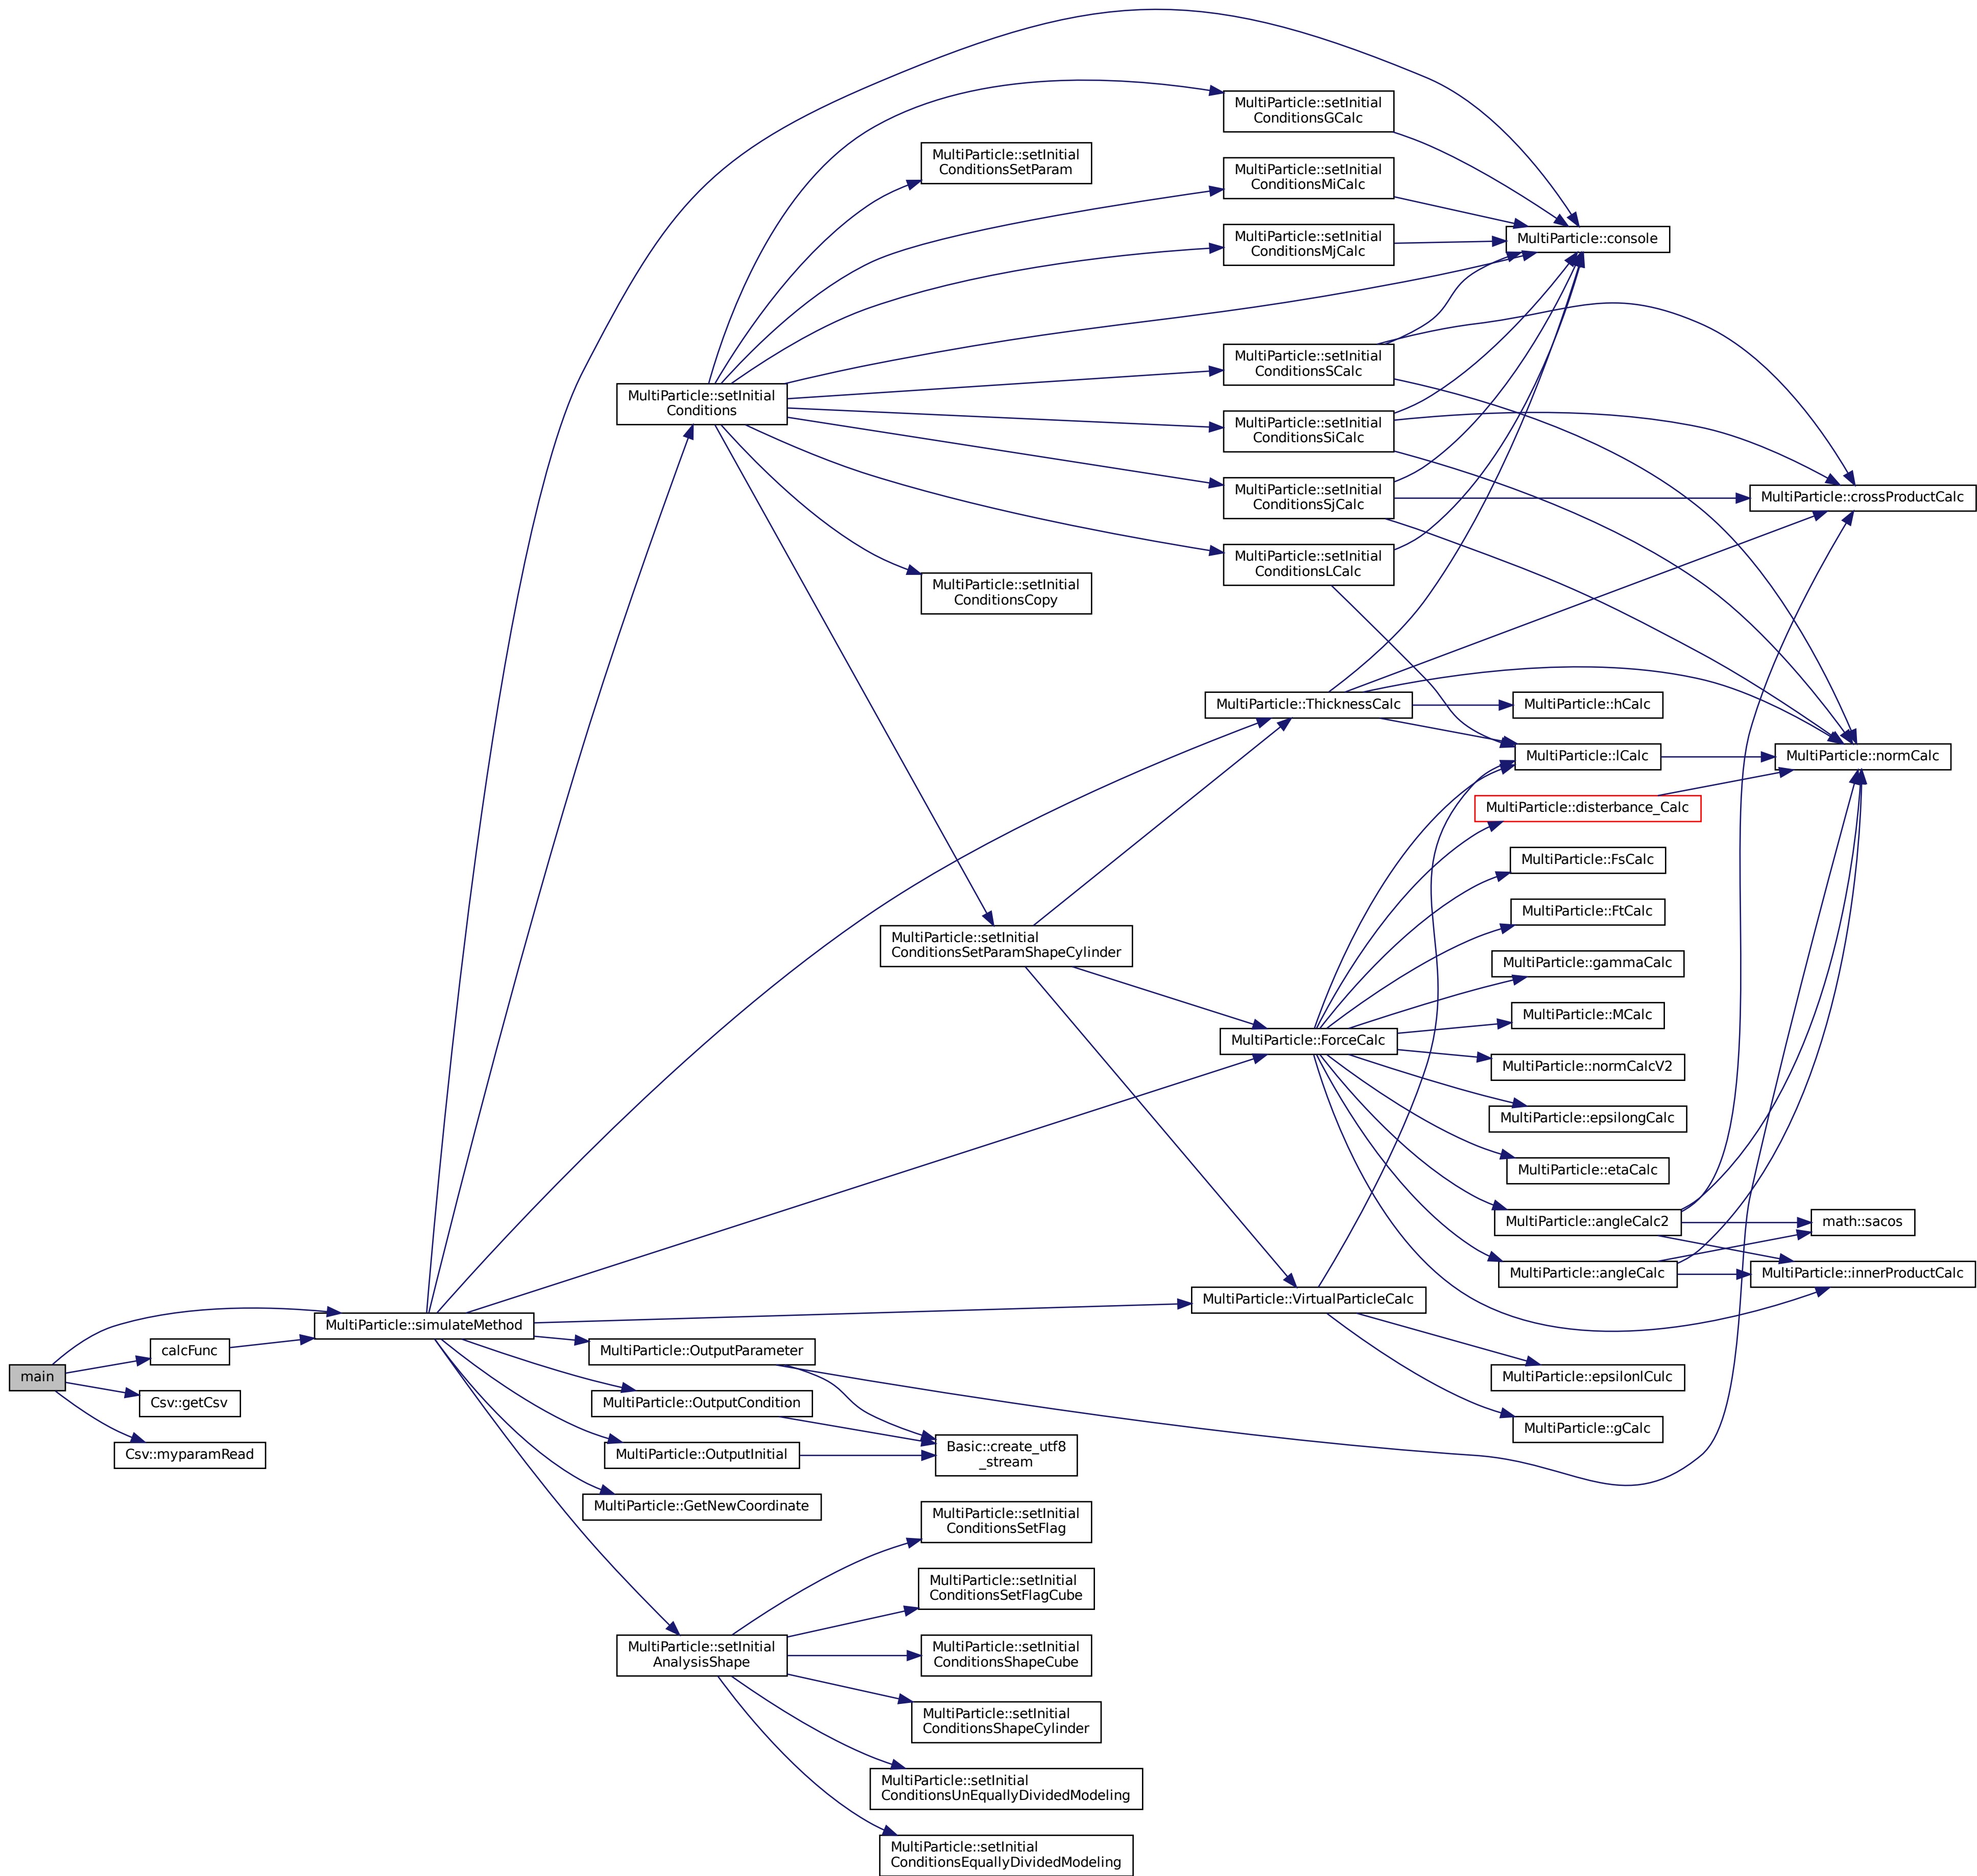 MultiParticle::setInitial
ConditionsGCalc
MultiParticle::setInitial
ConditionsSetParam
MultiParticle::setInitial
ConditionsMiCalc
MultiParticle::setInitial
ConditionsMjCalc
MultiParticle::console
MultiParticle::setInitial
ConditionsSCalc
MultiParticle::setInitial
Conditions
MultiParticle::setInitial
ConditionsSiCalc
MultiParticle::setInitial
ConditionsSjCalc
MultiParticle::crossProductCalc
MultiParticle::setInitial
ConditionsLCalc
MultiParticle::setInitial
ConditionsCopy
MultiParticle::ThicknessCalc
MultiParticle::hCalc
MultiParticle::lCalc
MultiParticle::normCalc
MultiParticle::disterbance_Calc
MultiParticle::FsCalc
MultiParticle::FtCalc
MultiParticle::setInitial
ConditionsSetParamShapeCylinder
MultiParticle::gammaCalc
MultiParticle::MCalc
MultiParticle::ForceCalc
MultiParticle::normCalcV2
MultiParticle::epsilongCalc
MultiParticle::etaCalc
MultiParticle::angleCalc2
math::sacos
MultiParticle::angleCalc
MultiParticle::innerProductCalc
MultiParticle::VirtualParticleCalc
MultiParticle::simulateMethod
calcFunc
MultiParticle::OutputParameter
main
MultiParticle::epsilonlCulc
Csv::getCsv
MultiParticle::OutputCondition
MultiParticle::gCalc
Csv::myparamRead
MultiParticle::OutputInitial
Basic::create_utf8
_stream
MultiParticle::GetNewCoordinate
MultiParticle::setInitial
ConditionsSetFlag
MultiParticle::setInitial
ConditionsSetFlagCube
MultiParticle::setInitial
AnalysisShape
MultiParticle::setInitial
ConditionsShapeCube
MultiParticle::setInitial
ConditionsShapeCylinder
MultiParticle::setInitial
ConditionsUnEquallyDividedModeling
MultiParticle::setInitial
ConditionsEquallyDividedModeling